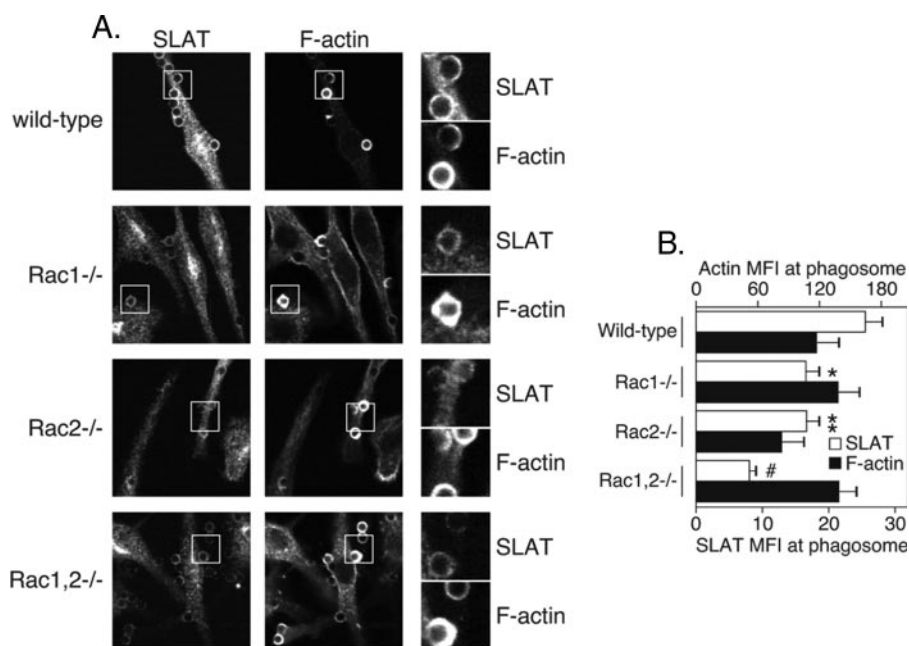 A.
SLAT F-actin
wild-type
SLAT
F-actin
Rac1-/-
SLAT
F-actin
Rac2-/-
SLAT
F-actin
Rac1,2-/-
SLAT
F-actin
B.
Actin MFI at phagosome
0 60 120 180
Wild-type
Rac1-/- *
Rac2-/- **
SLAT
F-actin
Rac1,2-/- #
0 10 20 30
SLAT MFI at phagosome